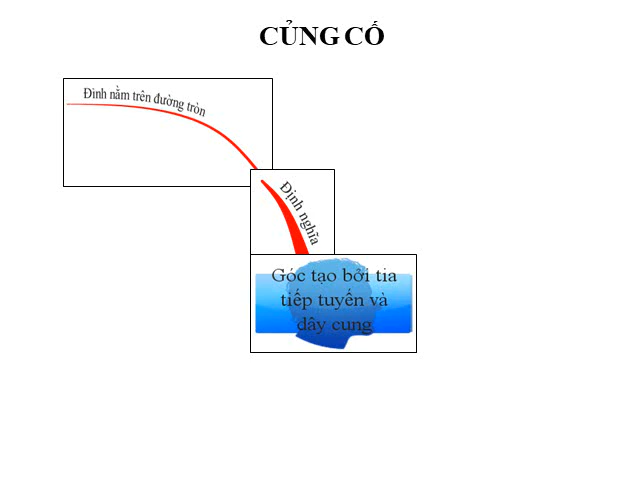 CỦNG CỐ
Đỉnh nằm trên đường tròn
Định nghĩa
Góc tạo bởi tia
tiếp tuyến và
dây cung